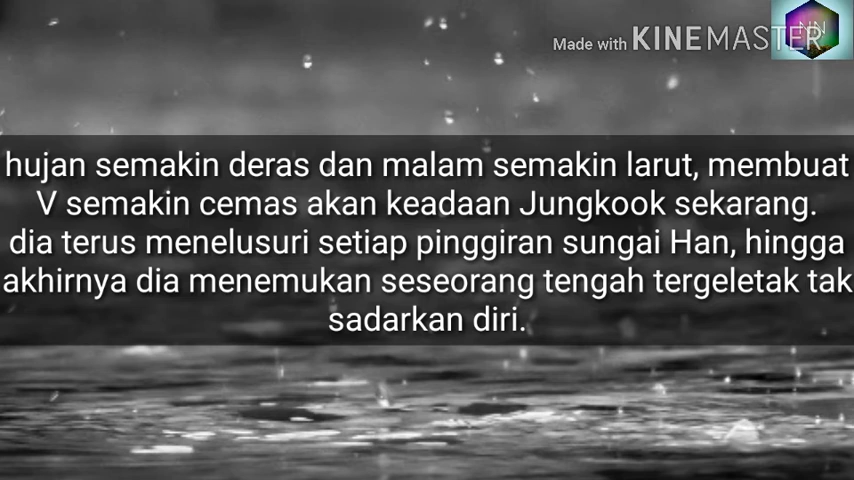 Made with KINEMASTER
NN
hujan semakin deras dan malam semakin larut, membuat
V semakin cemas akan keadaan Jungkook sekarang.
dia terus menelusuri setiap pinggiran sungai Han, hingga
akhirnya dia menemukan seseorang tengah tergeletak tak
sadarkan diri.